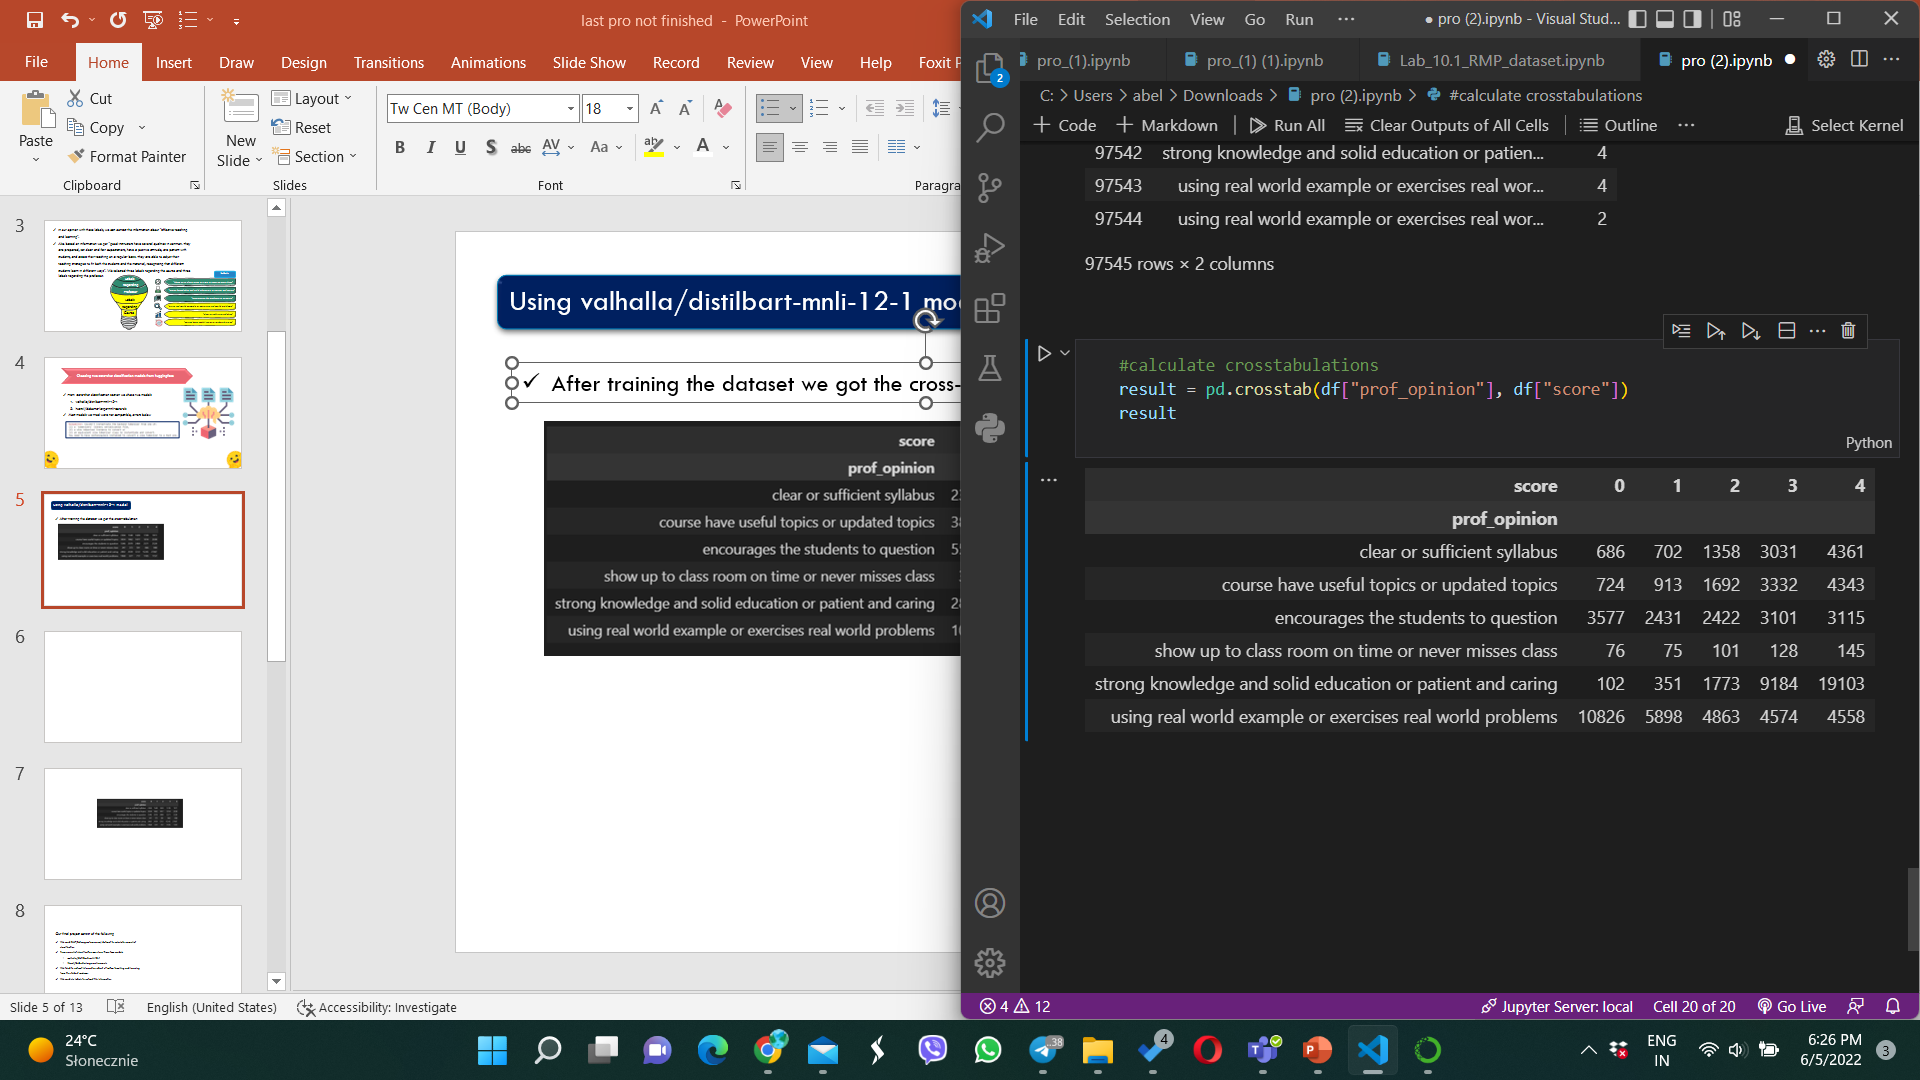 last pro not finished - PowerPoint
File Home Insert Draw Design Transitions Animations Slide Show Record Review View Help Foxit P
Paste
Cut
Copy
Format Painter
Clipboard
New
Slide
Layout
Reset
Section
Slides
Tw Cen MT (Body) 18
B I U S abc AV Aa A
Font
Paragra
3
4
5
6
7
8
Using valhalla/distilbart-mnli-12-1 mod
✓ After training the dataset we got the cross-
score
prof_opinion
clear or sufficient syllabus
course have useful topics or updated topics
encourages the students to question
show up to class room on time or never misses class
strong knowledge and solid education or patient and caring
using real world example or exercises real world problems
Slide 5 of 13 English (United States) Accessibility: Investigate
File Edit Selection View Go Run ··· ● pro (2).ipynb - Visual Stud...
pro_(1).ipynb pro_(1) (1).ipynb Lab_10.1_RMP_dataset.ipynb pro (2).ipynb ●
C: > Users > abel > Downloads > pro (2).ipynb > #calculate crosstabulations
+ Code + Markdown Run All Clear Outputs of All Cells Outline ··· Select Kernel
97542 strong knowledge and solid education or patien... 4
97543 using real world example or exercises real wor... 4
97544 using real world example or exercises real wor... 2
97545 rows × 2 columns
#calculate crosstabulations
result = pd.crosstab(df["prof_opinion"], df["score"])
result
Python
score 0 1 2 3 4
prof_opinion
clear or sufficient syllabus 686 702 1358 3031 4361
course have useful topics or updated topics 724 913 1692 3332 4343
encourages the students to question 3577 2431 2422 3101 3115
show up to class room on time or never misses class 76 75 101 128 145
strong knowledge and solid education or patient and caring 102 351 1773 9184 19103
using real world example or exercises real world problems 10826 5898 4863 4574 4558
4 12 Jupyter Server: local Cell 20 of 20 Go Live
24°C
Słonecznie
38
4
ENG
IN
6:26 PM
6/5/2022
3